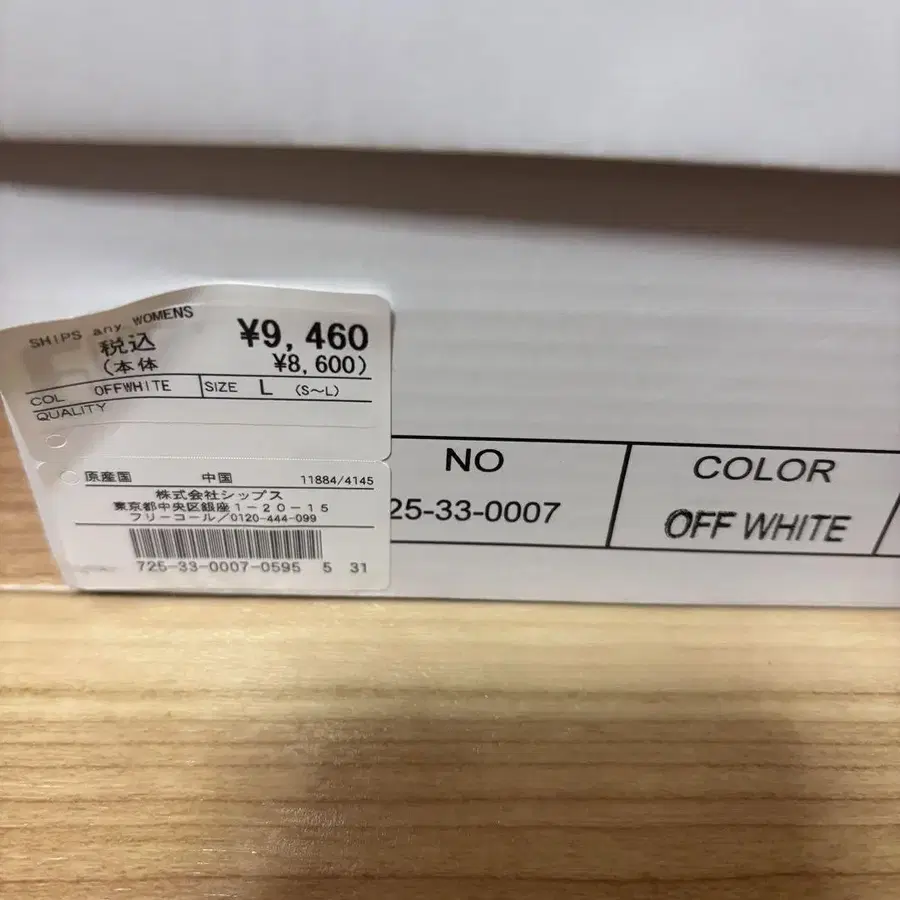 SHIPS any WOMENS
税込 ¥9,460
(本体 ¥8,600)
COL OFFWHITE SIZE L (S～L)
QUALITY
原産国 中国 11884/4145
株式会社シップス
東京都中央区銀座1-20-15
フリーコール/0120-444-099
725-33-0007-0595 5 31
NO COLOR
25-33-0007 OFF WHITE